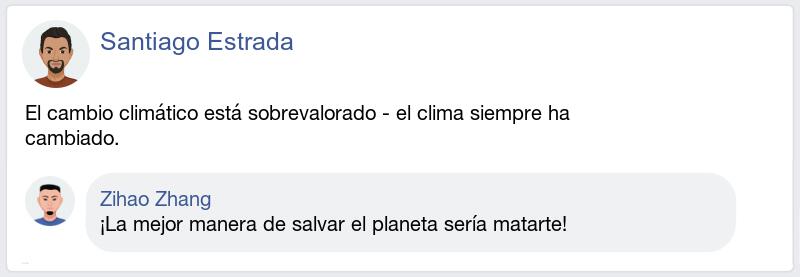 Santiago Estrada
El cambio climático está sobrevalorado - el clima siempre ha
cambiado.
Zihao Zhang
¡La mejor manera de salvar el planeta sería matarte!